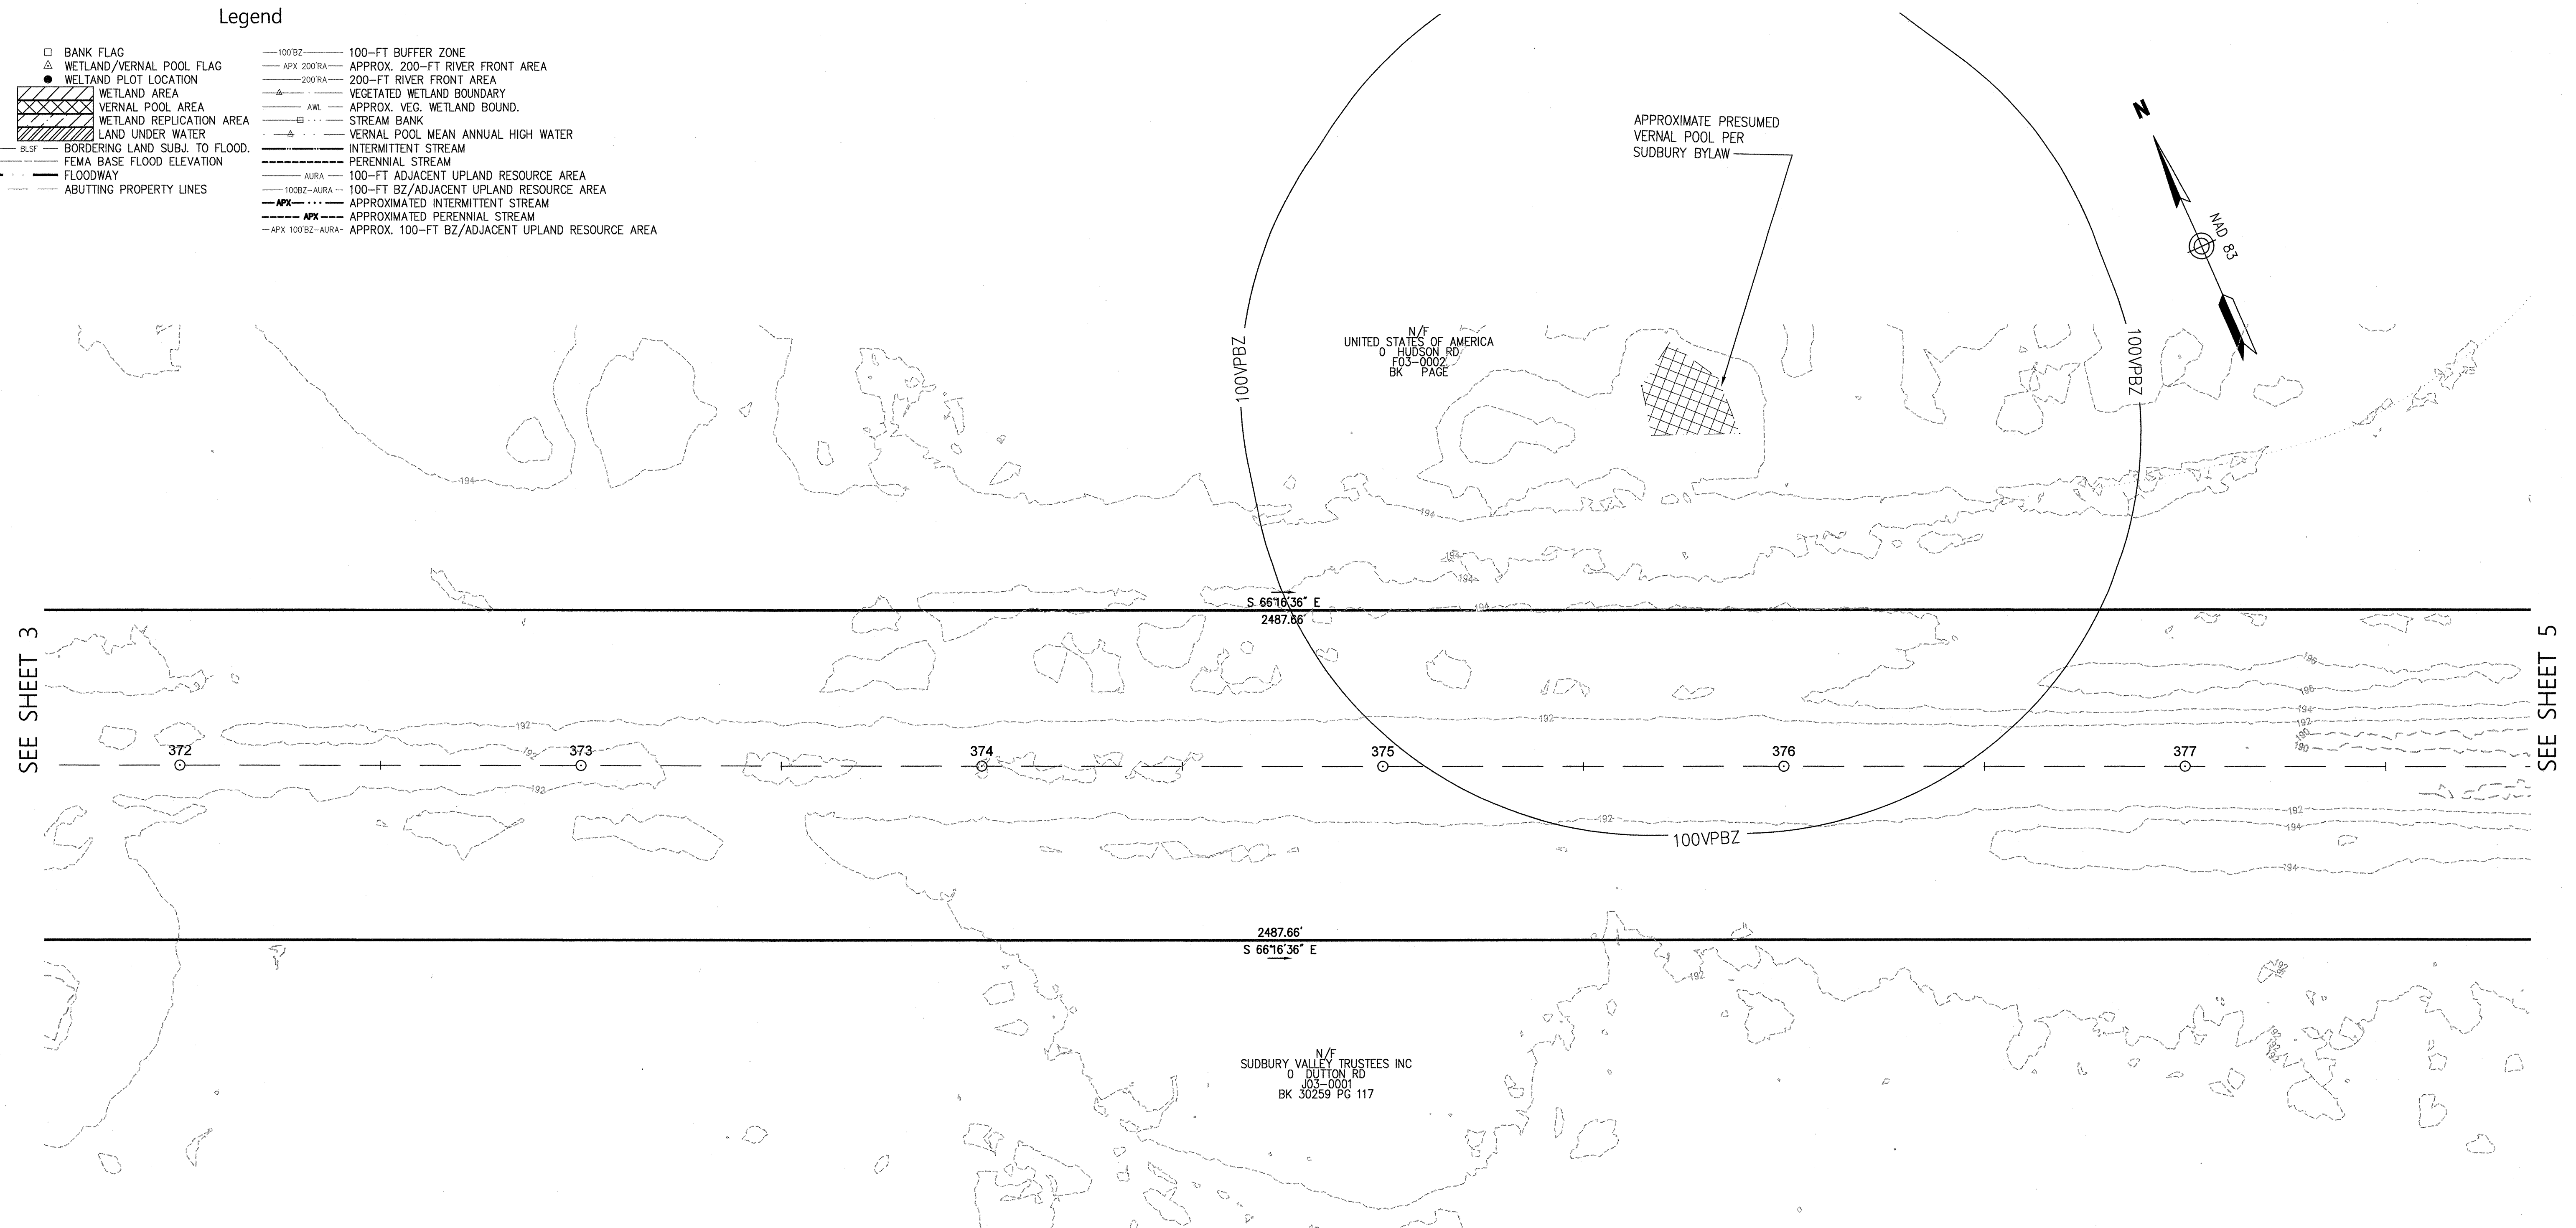 Legend
BANK FLAG
WETLAND/VERNAL POOL FLAG
WELTAND PLOT LOCATION
WETLAND AREA
VERNAL POOL AREA
WETLAND REPLICATION AREA
LAND UNDER WATER
BLSF BORDERING LAND SUBJ. TO FLOOD.
FEMA BASE FLOOD ELEVATION
FLOODWAY
ABUTTING PROPERTY LINES
100'BZ 100-FT BUFFER ZONE
APX 200'RA APPROX. 200-FT RIVER FRONT AREA
200'RA 200-FT RIVER FRONT AREA
VEGETATED WETLAND BOUNDARY
AWL APPROX. VEG. WETLAND BOUND.
STREAM BANK
VERNAL POOL MEAN ANNUAL HIGH WATER
INTERMITTENT STREAM
PERENNIAL STREAM
AURA 100-FT ADJACENT UPLAND RESOURCE AREA
100BZ-AURA 100-FT BZ/ADJACENT UPLAND RESOURCE AREA
APX APPROXIMATED INTERMITTENT STREAM
APX APPROXIMATED PERENNIAL STREAM
APX 100'BZ-AURA APPROX. 100-FT BZ/ADJACENT UPLAND RESOURCE AREA
APPROXIMATE PRESUMED
VERNAL POOL PER
SUDBURY BYLAW
N
NAD 83
100VPBZ
100VPBZ
N/F
UNITED STATES OF AMERICA
0 HUDSON RD
F03-0002
BK PAGE
194
194
194
194
194
S 66°16'36" E
2487.66'
SEE SHEET 3
SEE SHEET 5
196
196
194
192
190
190
192
192
192
192
372
373
374
375
376
377
192
192
194
194
100VPBZ
2487.66'
S 66°16'36" E
192
192
192
192
192
N/F
SUDBURY VALLEY TRUSTEES INC
0 DUTTON RD
J03-0001
BK 30259 PG 117